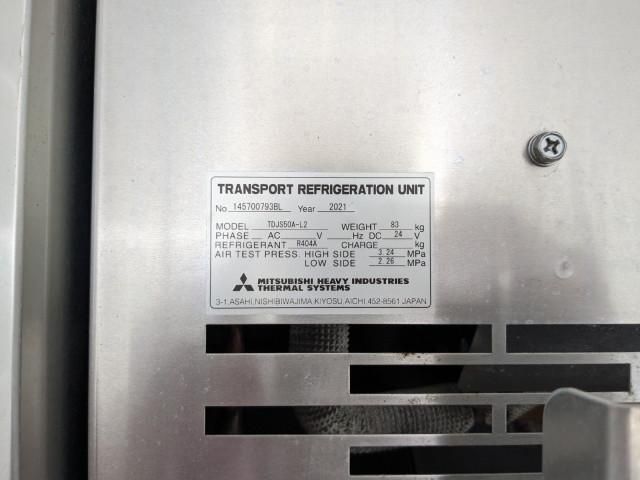 TRANSPORT REFRIGERATION UNIT
No 145700793BL Year 2021
MODEL TDJS50A-L2 WEIGHT 83 kg
PHASE AC V Hz DC 24 V
REFRIGERANT R404A CHARGE kg
AIR TEST PRESS. HIGH SIDE 3.24 MPa
LOW SIDE 2.26 MPa
MITSUBISHI HEAVY INDUSTRIES
THERMAL SYSTEMS
3-1, ASAHI, NISHIBIWAJIMA, KIYOSU, AICHI, 452-8561 JAPAN